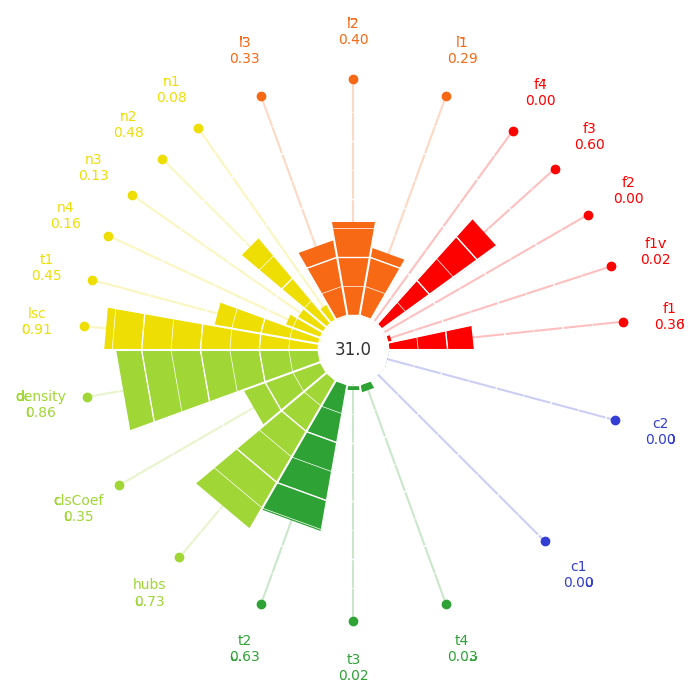 l2
0.40
l3
0.33
l1
0.29
n1
0.08
f4
0.00
n2
0.48
f3
0.60
n3
0.13
f2
0.00
n4
0.16
f1v
0.02
t1
0.45
f1
0.36
lsc
0.91
31.0
density
0.86
c2
0.00
clsCoef
0.35
c1
0.00
hubs
0.73
t2
0.63
t3
0.02
t4
0.03